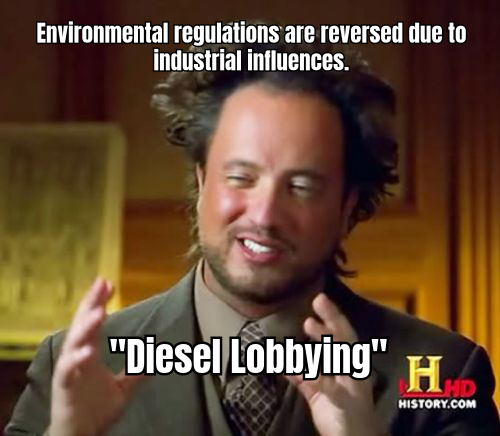 Environmental regulations are reversed due to
industrial influences.
"Diesel Lobbying"
H HD
HISTORY.COM